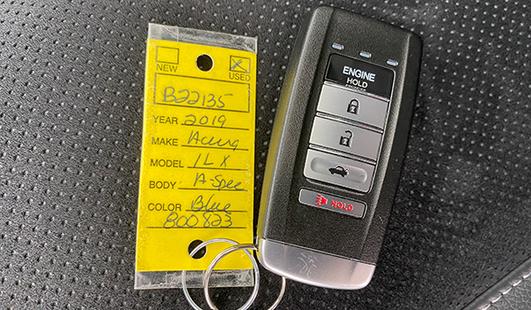 NEW USED
B22135
YEAR 2019
MAKE Acura
MODEL ILX
BODY A-Spec
COLOR Blue
B00823
ENGINE
HOLD
HOLD